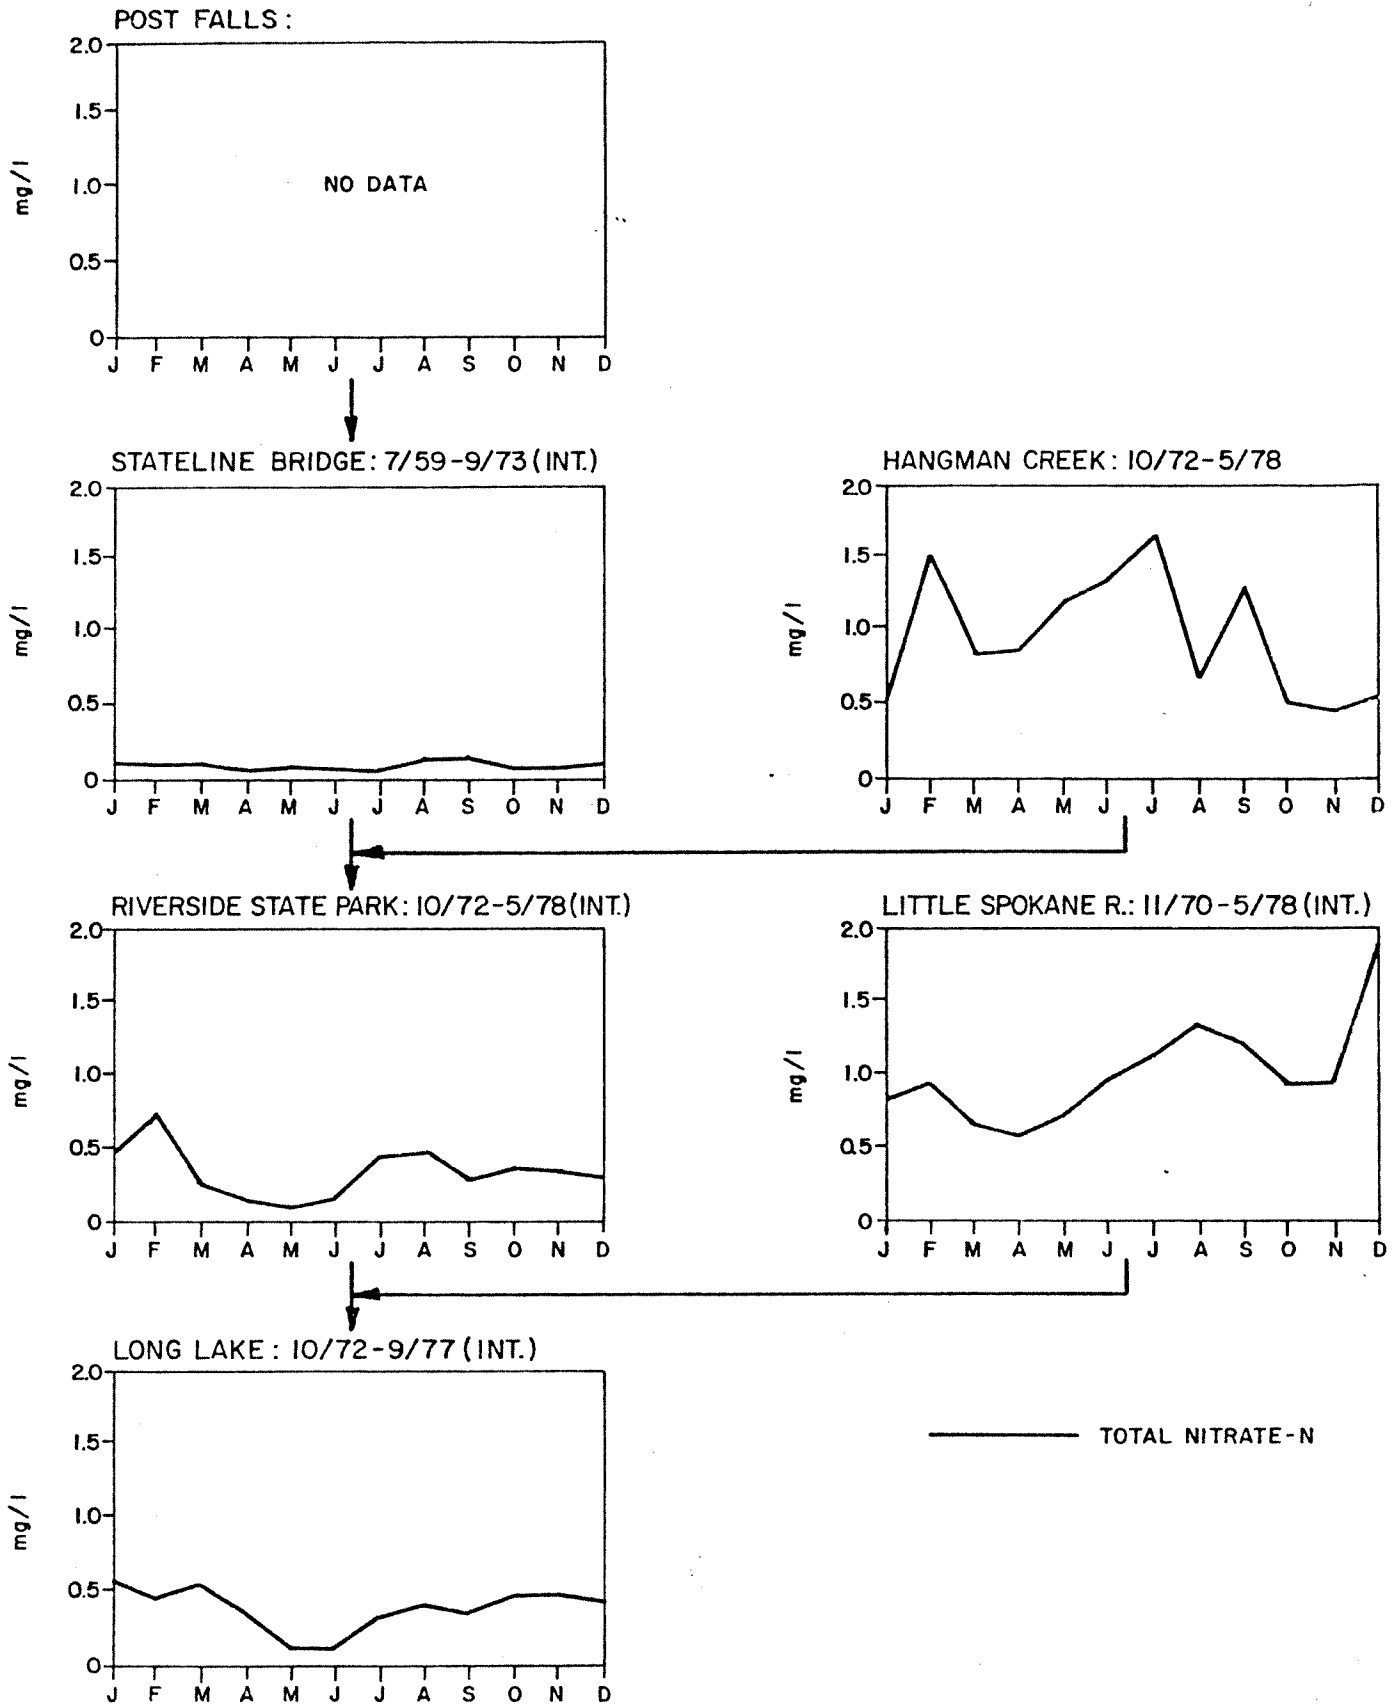 POST FALLS:
2.0
1.5
1.0
0.5
0
mg/l
NO DATA
J F M A M J J A S O N D
STATELINE BRIDGE: 7/59-9/73 (INT.)
2.0
1.5
1.0
0.5
0
mg/l
J F M A M J J A S O N D
HANGMAN CREEK: 10/72-5/78
2.0
1.5
1.0
0.5
0
mg/l
J F M A M J J A S O N D
RIVERSIDE STATE PARK: 10/72-5/78 (INT.)
2.0
1.5
1.0
0.5
0
mg/l
J F M A M J J A S O N D
LITTLE SPOKANE R.: 11/70-5/78 (INT.)
2.0
1.5
1.0
0.5
0
mg/l
J F M A M J J A S O N D
LONG LAKE: 10/72-9/77 (INT.)
2.0
1.5
1.0
0.5
0
mg/l
J F M A M J J A S O N D
TOTAL NITRATE-N